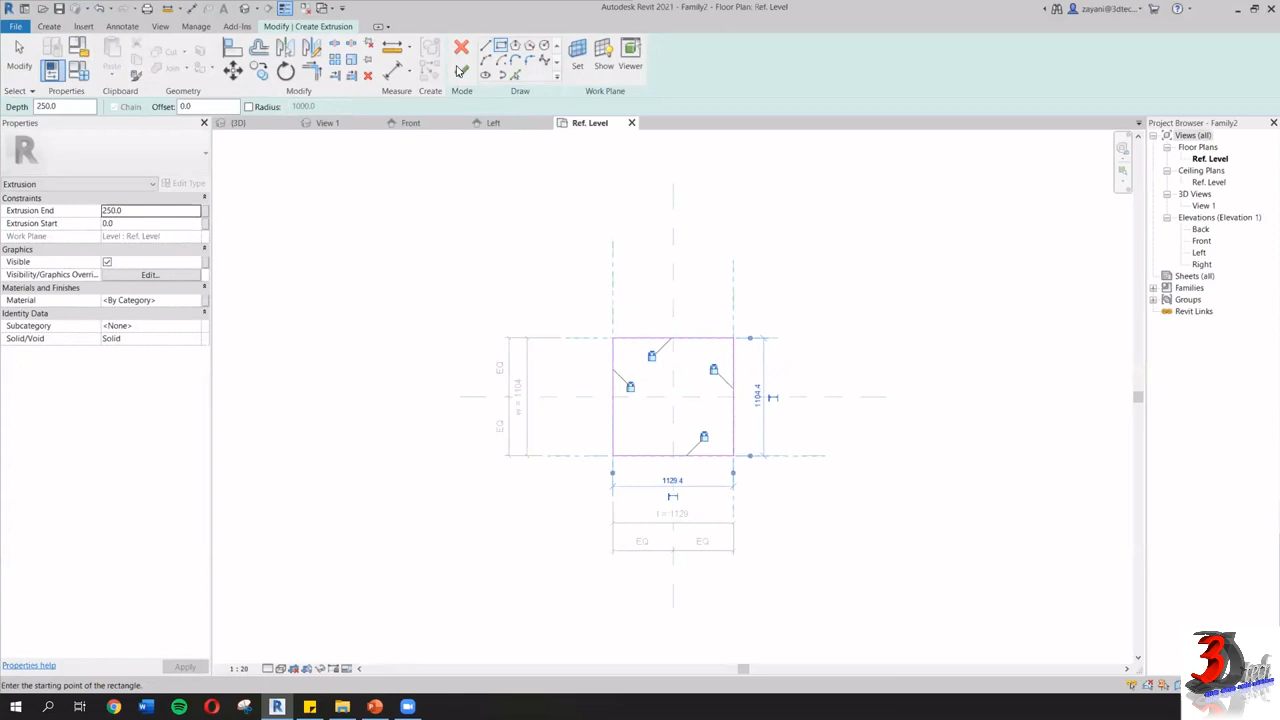 Autodesk Revit 2021 - Family2 - Floor Plan: Ref. Level
zayani@3dtec...
File Create Insert Annotate View Manage Add-Ins Modify | Create Extrusion
Modify Paste Cut Join Set Show Viewer
Select Properties Clipboard Geometry Modify Measure Create Mode Draw Work Plane
Depth 250.0 Chain Offset: 0.0 Radius: 1000.0
Properties
{3D} View 1 Front Left Ref. Level
Project Browser - Family2
R
Extrusion Edit Type
Constraints
Extrusion End 250.0
Extrusion Start 0.0
Work Plane Level : Ref. Level
Graphics
Visible
Visibility/Graphics Overri... Edit...
Materials and Finishes
Material <By Category>
Identity Data
Subcategory <None>
Solid/Void Solid
Views (all)
Floor Plans
Ref. Level
Ceiling Plans
Ref. Level
3D Views
View 1
Elevations (Elevation 1)
Back
Front
Left
Right
Sheets (all)
Families
Groups
Revit Links
EQ
w = 1104
EQ
1104.4
1129.4
l = 1129
EQ EQ
Properties help Apply
1 : 20
Enter the starting point of the rectangle.